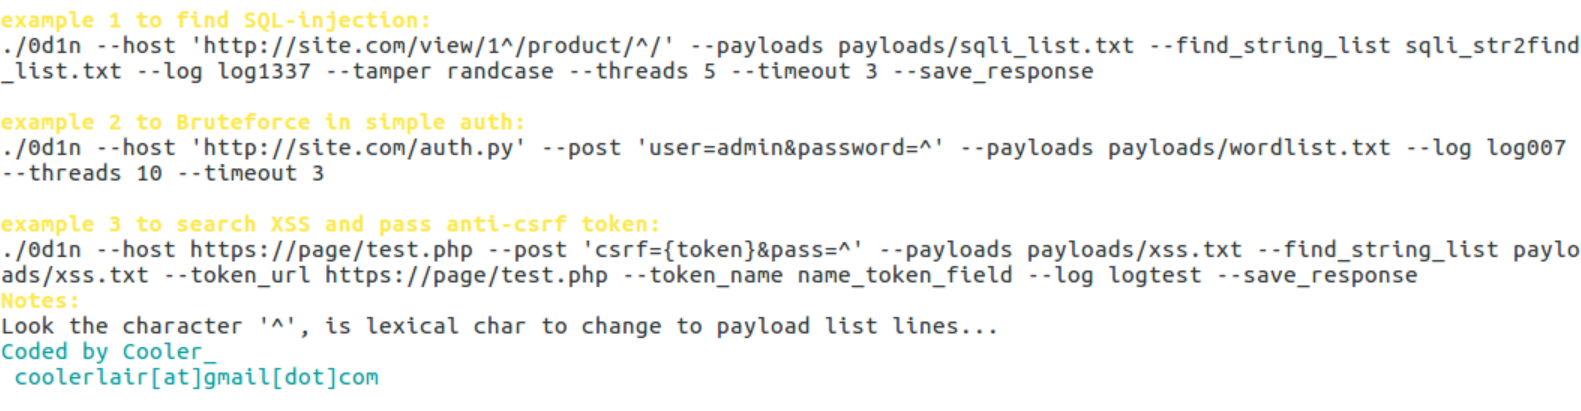 example 1 to find SQL-injection:
./0d1n --host 'http://site.com/view/1^/product/^/' --payloads payloads/sqli_list.txt --find_string_list sqli_str2find
_list.txt --log log1337 --tamper randcase --threads 5 --timeout 3 --save_response
example 2 to Bruteforce in simple auth:
./0d1n --host 'http://site.com/auth.py' --post 'user=admin&password=^' --payloads payloads/wordlist.txt --log log007
--threads 10 --timeout 3
example 3 to search XSS and pass anti-csrf token:
./0d1n --host https://page/test.php --post 'csrf={token}&pass=^' --payloads payloads/xss.txt --find_string_list paylo
ads/xss.txt --token_url https://page/test.php --token_name name_token_field --log logtest --save_response
Notes:
Look the character '^', is lexical char to change to payload list lines...
Coded by Cooler_
coolerlair[at]gmail[dot]com